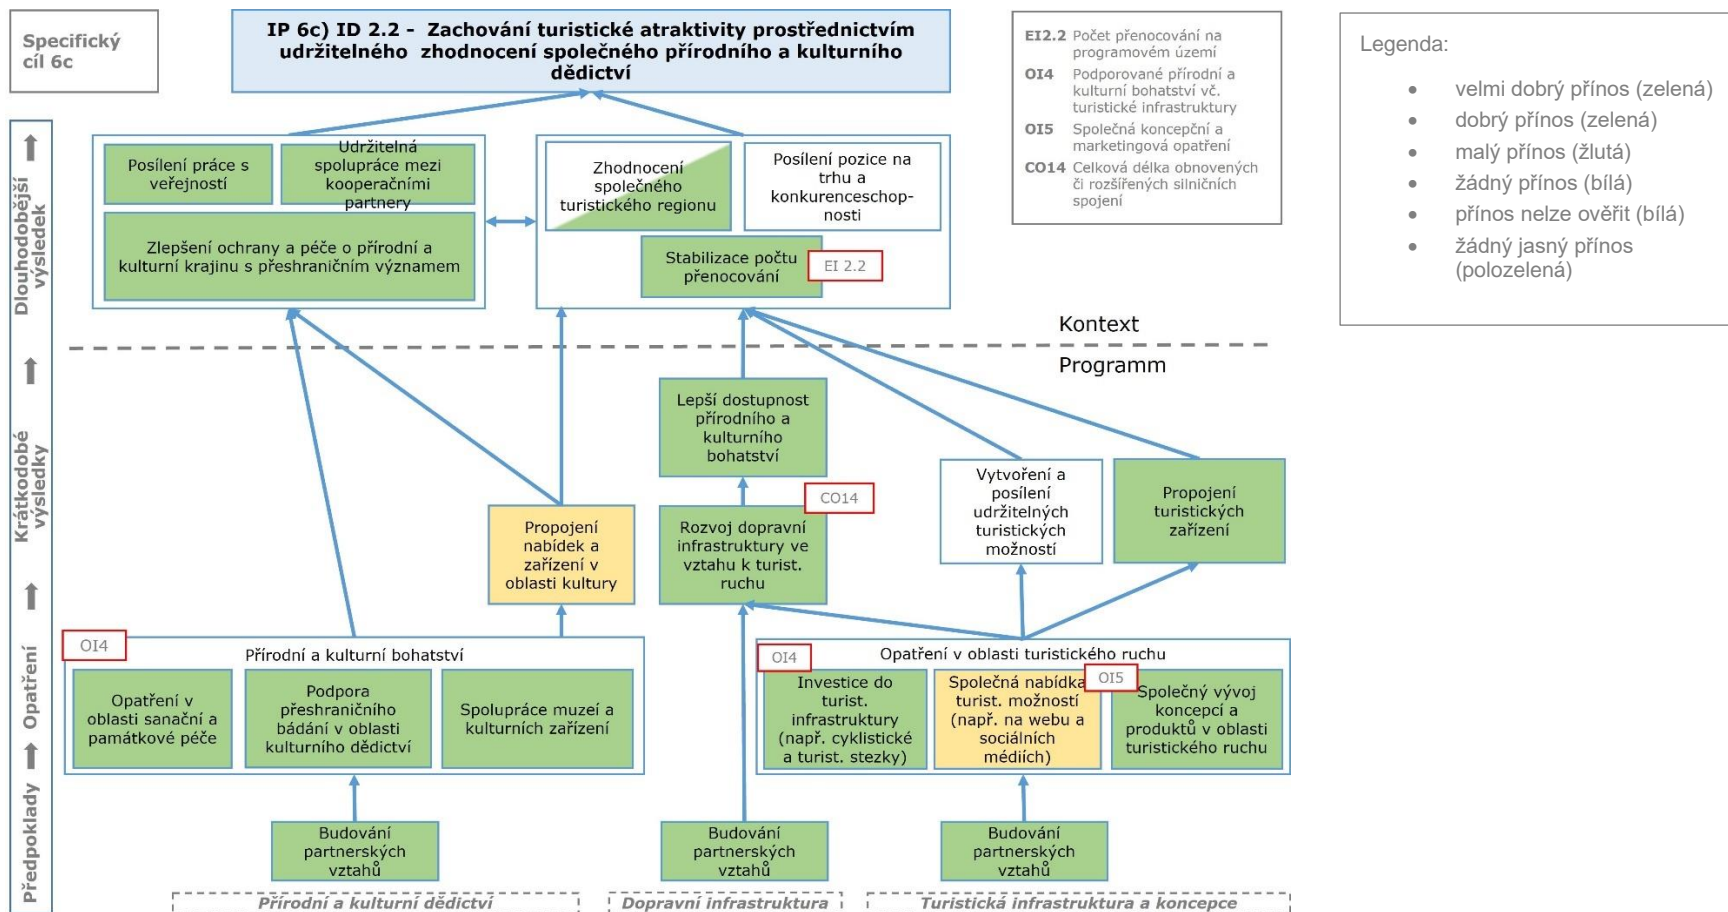 Specifický
cíl 6c
IP 6c) ID 2.2 - Zachování turistické atraktivity prostřednictvím
udržitelného zhodnocení společného přírodního a kulturního
dědictví
EI2.2 Počet přenocování na
programovém území
OI4 Podporované přírodní a
kulturní bohatství vč.
turistické infrastruktury
OI5 Společná koncepční a
marketingová opatření
CO14 Celková délka obnovených
či rozšířených silničních
spojení
Legenda:
• velmi dobrý přínos (zelená)
• dobrý přínos (zelená)
• malý přínos (žlutá)
• žádný přínos (bílá)
• přínos nelze ověřit (bílá)
• žádný jasný přínos
(polozelená)
Dlouhodobější
výsledek
Posílení práce s
veřejností
Udržitelná
spolupráce mezi
kooperačními
partnery
Zlepšení ochrany a péče o přírodní a
kulturní krajinu s přeshraničním významem
Zhodnocení
společného
turistického regionu
Posílení pozice na
trhu a
konkurenceschop-
nosti
Stabilizace počtu
přenocování
EI 2.2
Kontext
Programm
Krátkodobé
výsledky
Lepší dostupnost
přírodního a
kulturního
bohatství
CO14
Propojení
nabídek a
zařízení v
oblasti kultury
Rozvoj dopravní
infrastruktury ve
vztahu k turist.
ruchu
Vytvoření a
posílení
udržitelných
turistických
možností
Propojení
turistických
zařízení
Opatření
OI4
Přírodní a kulturní bohatství
Opatření v
oblasti sanační a
památkové péče
Podpora
přeshraničního
bádání v oblasti
kulturního dědictví
Spolupráce muzeí a
kulturních zařízení
OI4
Opatření v oblasti turistického ruchu
OI5
Investice do
turist.
infrastruktury
(např. cyklistické
a turist. stezky)
Společná nabídka
turist. možností
(např. na webu a
sociálních
médiích)
Společný vývoj
koncepcí a
produktů v oblasti
turistického ruchu
Předpoklady
Budování
partnerských
vztahů
Budování
partnerských
vztahů
Budování
partnerských
vztahů
Přírodní a kulturní dědictví
Dopravní infrastruktura
Turistická infrastruktura a koncepce